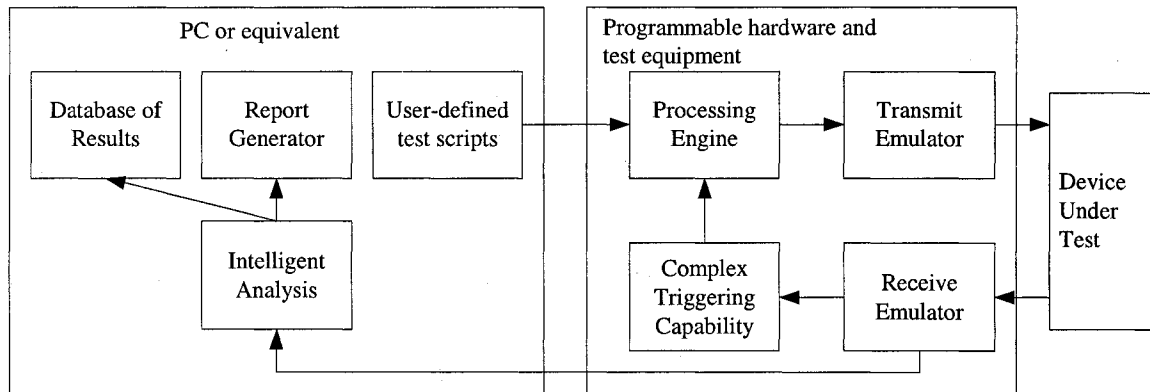 PC or equivalent
Programmable hardware and
test equipment
Database of
Results
Report
Generator
User-defined
test scripts
Processing
Engine
Transmit
Emulator
Device
Under
Test
Intelligent
Analysis
Complex
Triggering
Capability
Receive
Emulator